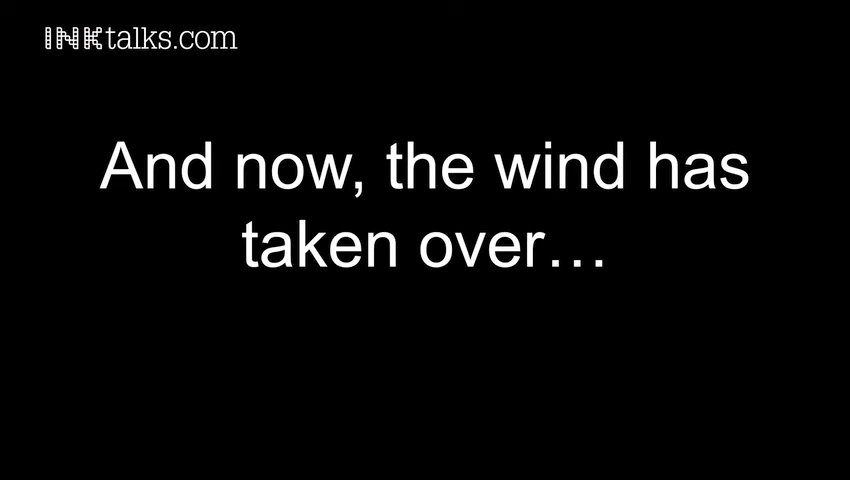 INKtalks.com
And now, the wind has
taken over…